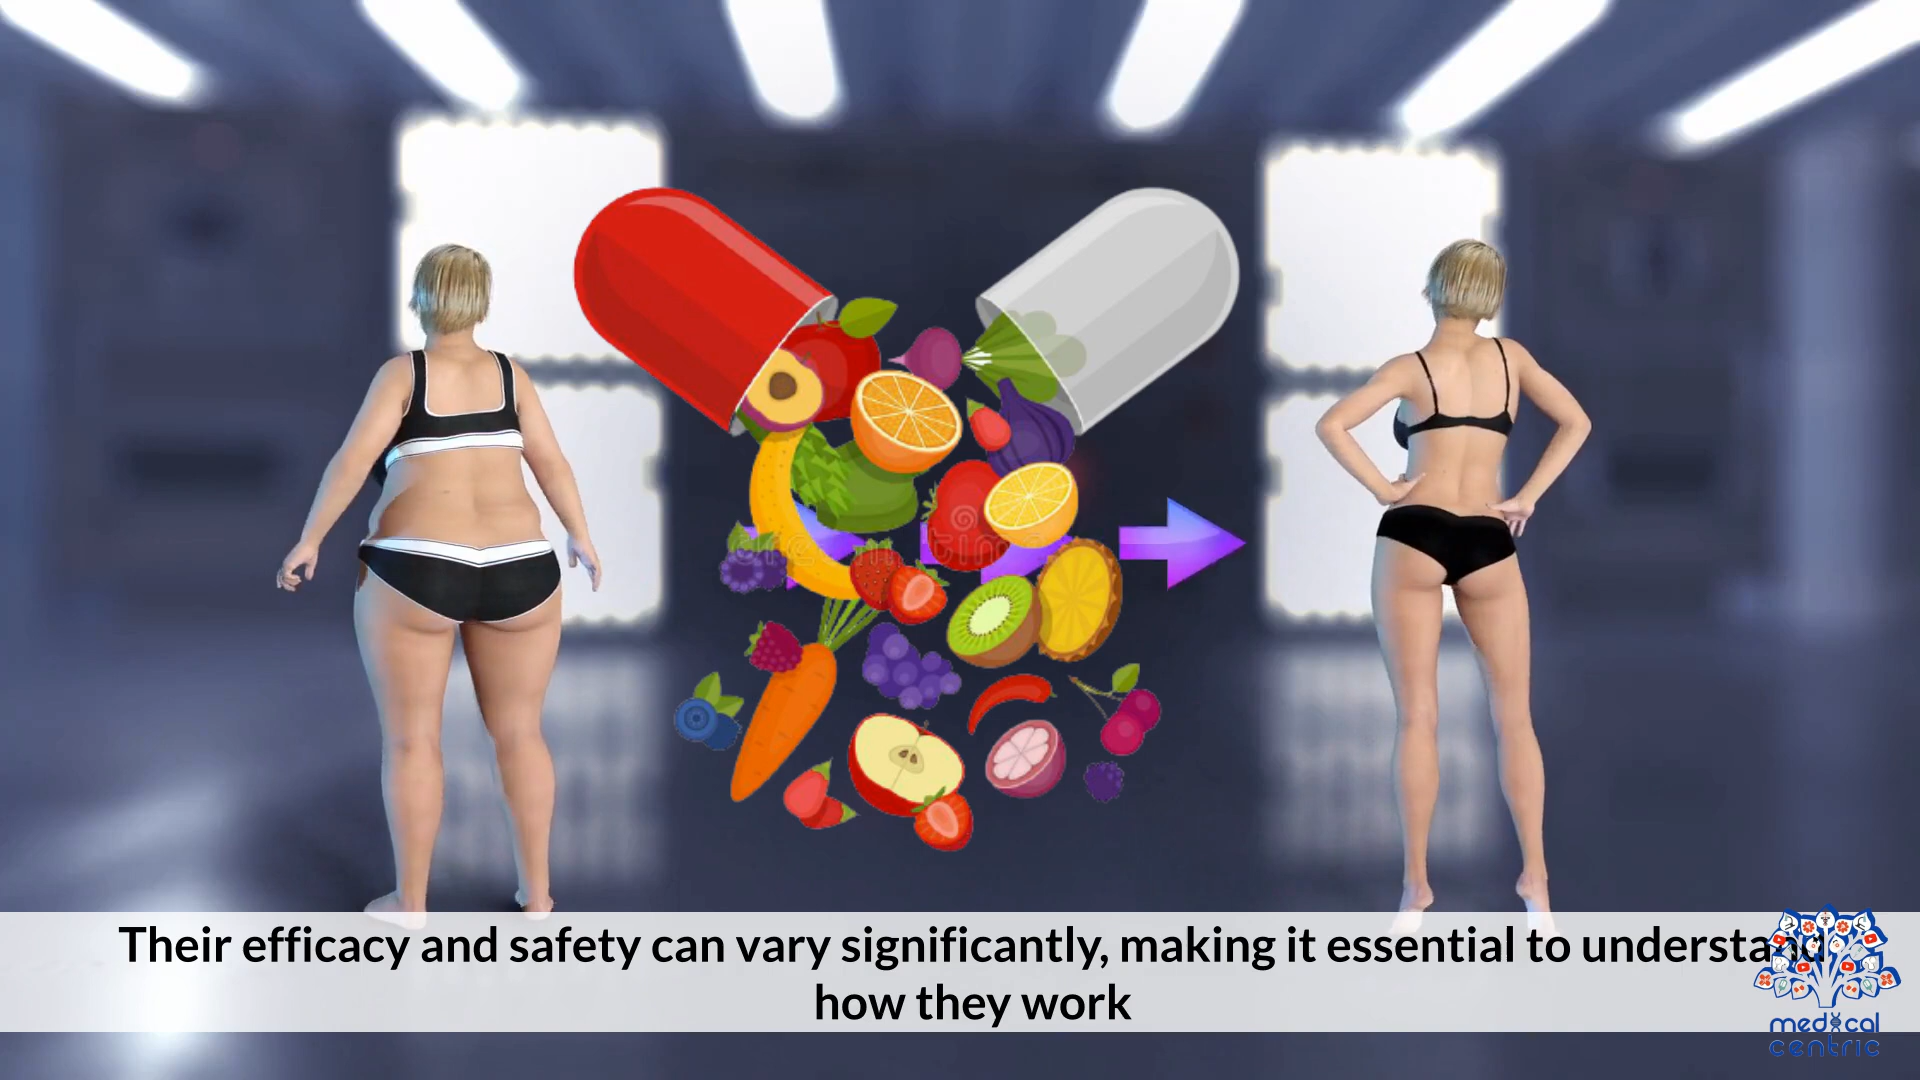 Their efficacy and safety can vary significantly, making it essential to understand
how they work
medical
centric